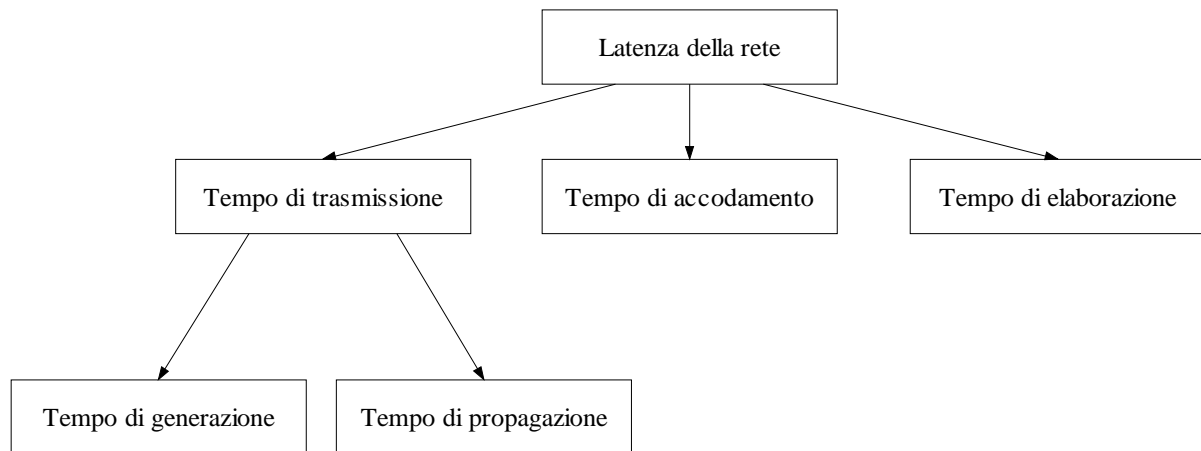 Latenza della rete
Tempo di trasmissione
Tempo di accodamento
Tempo di elaborazione
Tempo di generazione
Tempo di propagazione